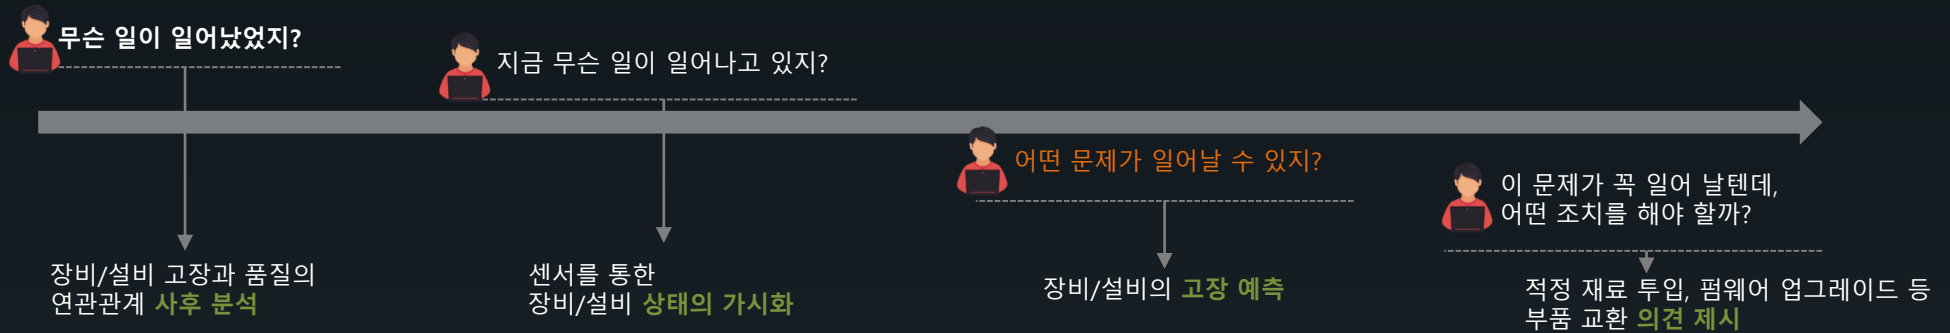 무슨 일이 일어났었지?
지금 무슨 일이 일어나고 있지?
어떤 문제가 일어날 수 있지?
이 문제가 꼭 일어 날텐데,
어떤 조치를 해야 할까?
장비/설비 고장과 품질의
연관관계 사후 분석
센서를 통한
장비/설비 상태의 가시화
장비/설비의 고장 예측
적정 재료 투입, 펌웨어 업그레이드 등
부품 교환 의견 제시